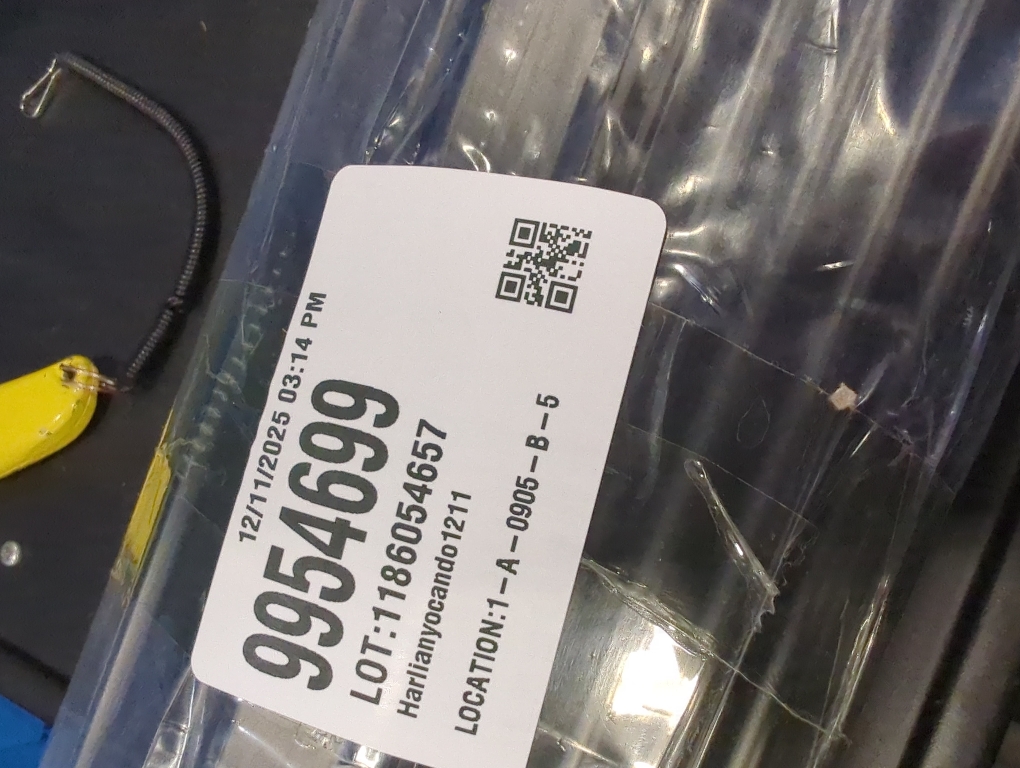 12/11/2025 03:14 PM
9954699
LOT:1186054657
Harlianyocando1211
LOCATION:1-A-0905-B-5